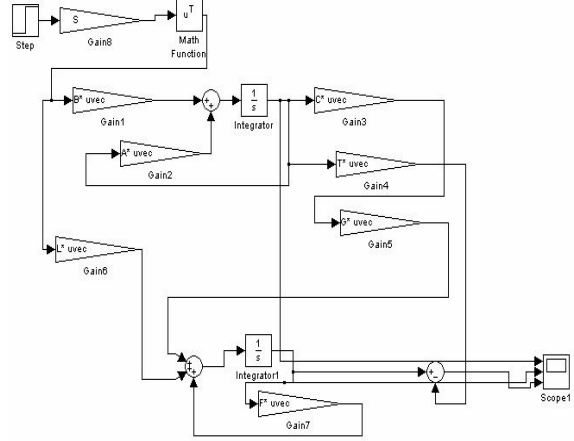 S
u^T
Step
Gain8
Math
Function
B* uvec
+
+
1
s
C* uvec
Gain1
Integrator
Gain3
A* uvec
T* uvec
Gain2
Gain4
G* uvec
Gain5
L* uvec
Gain6
1
s
+
+
+
+
−
Integrator1
Scope1
F* uvec
Gain7